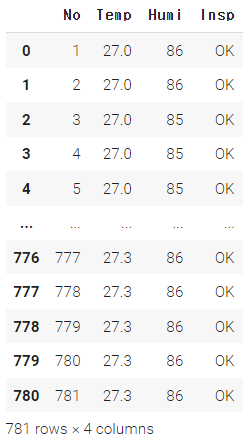 No Temp Humi Insp
0 1 27.0 86 OK
1 2 27.0 86 OK
2 3 27.0 85 OK
3 4 27.0 85 OK
4 5 27.0 85 OK
... ... ... ... ...
776 777 27.3 86 OK
777 778 27.3 86 OK
778 779 27.3 86 OK
779 780 27.3 86 OK
780 781 27.3 86 OK
781 rows × 4 columns